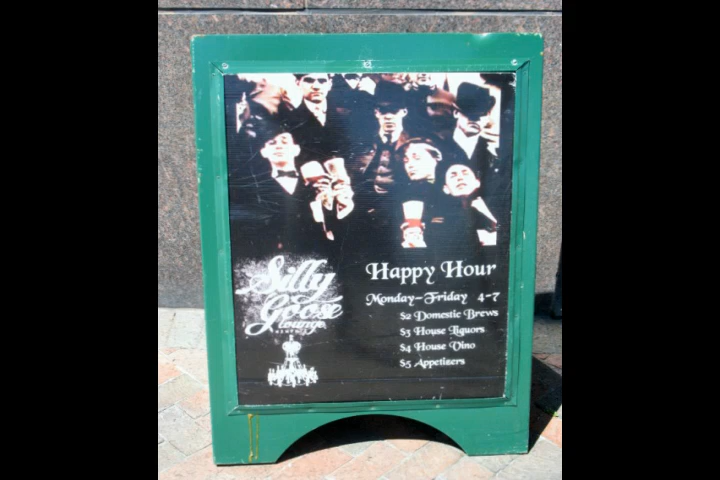 Silly
Goose
lounge
MEMPHIS
Happy Hour
Monday-Friday 4-7
$2 Domestic Brews
$3 House Liquors
$4 House Vino
$5 Appetizers